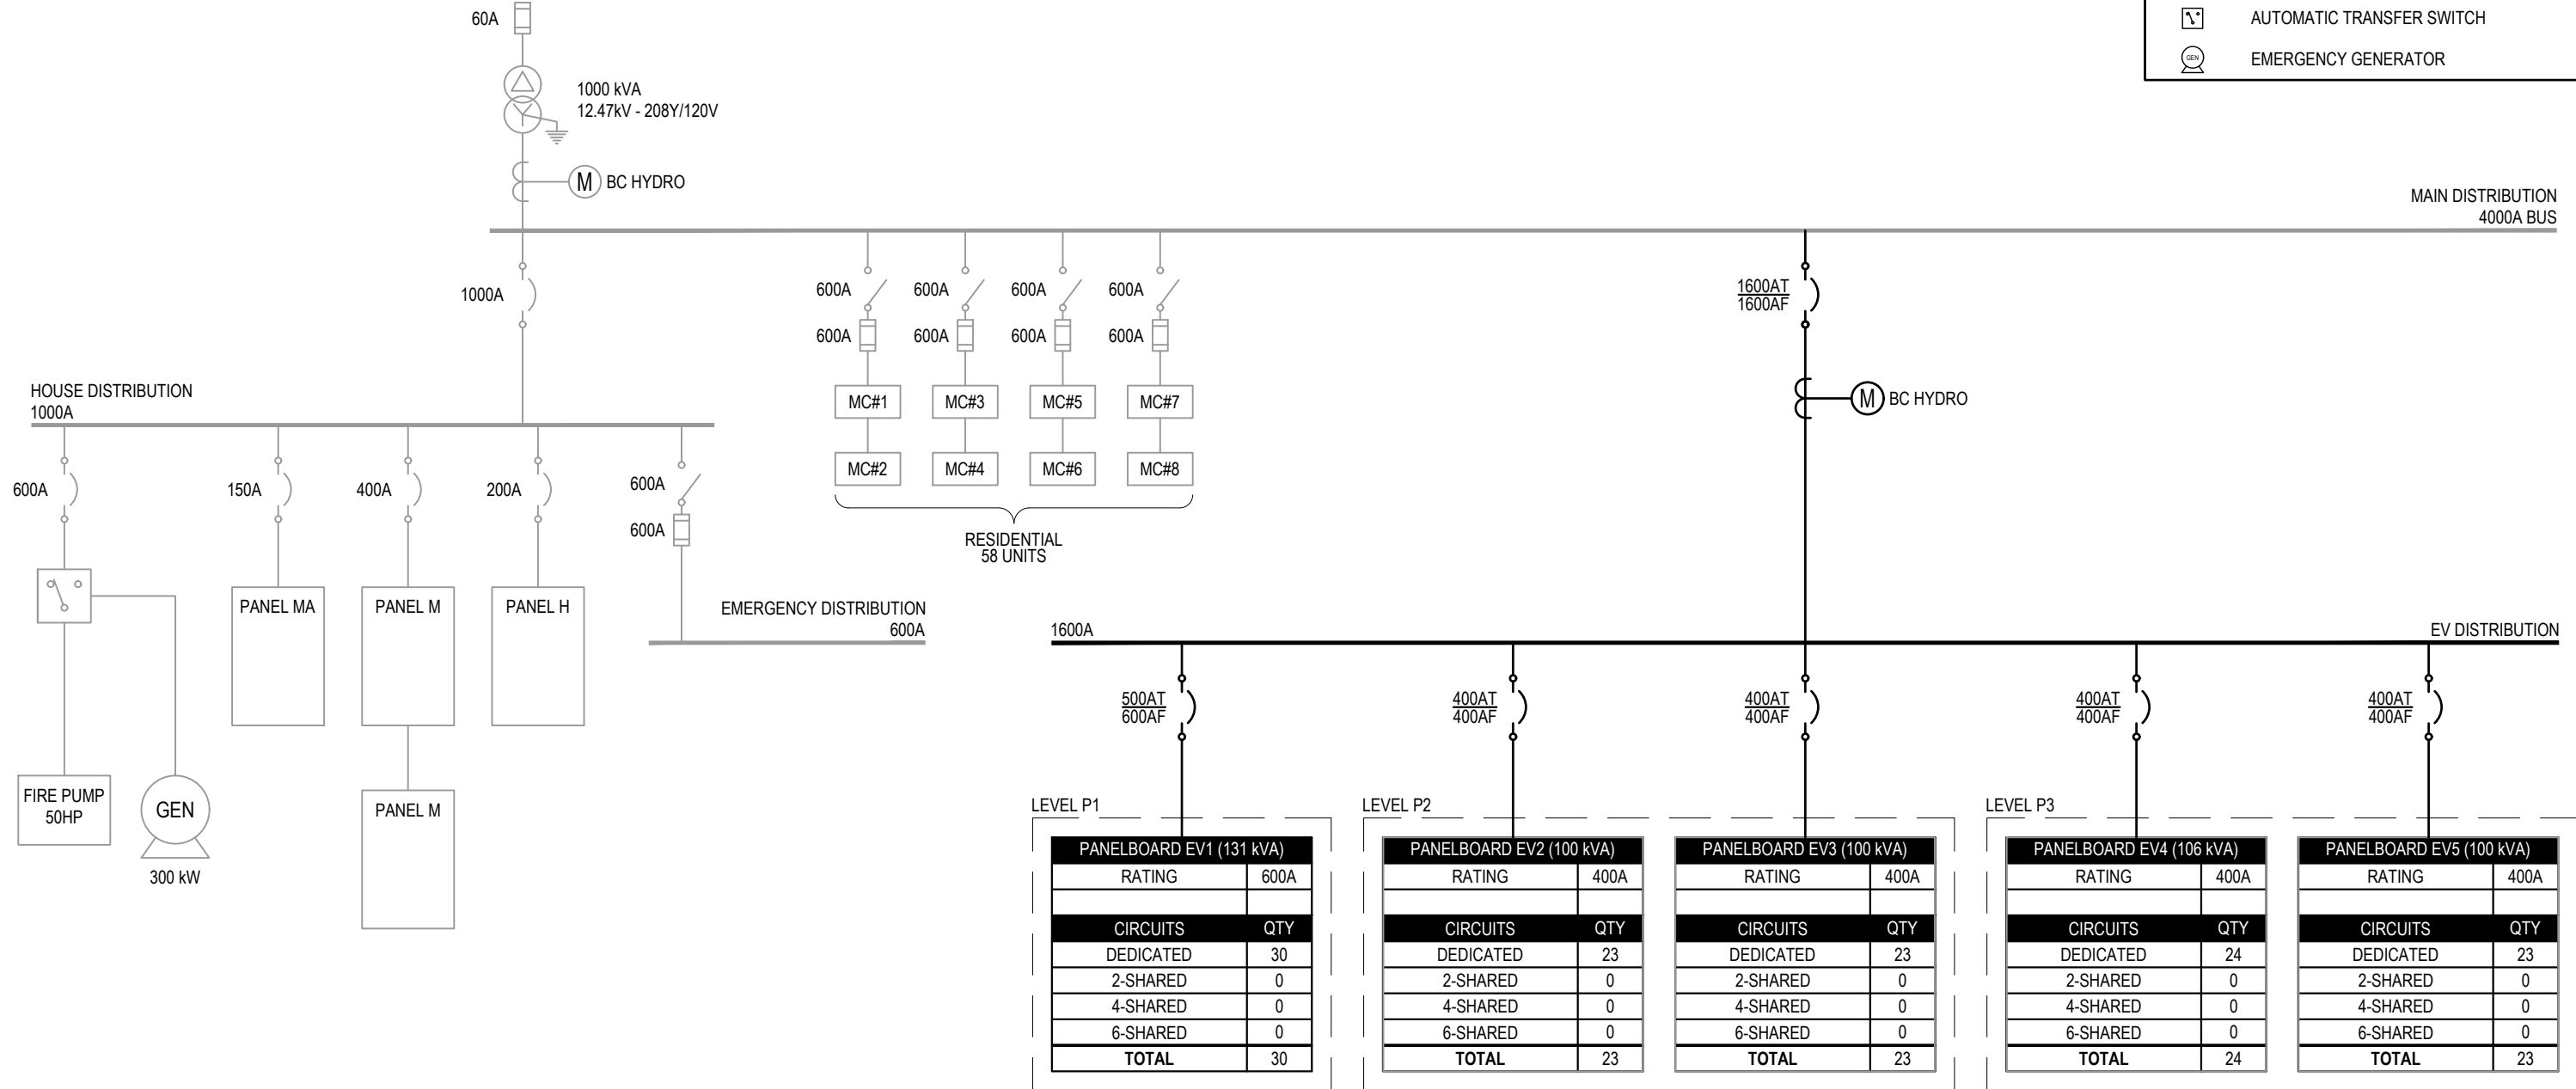 60A
1000 kVA
12.47kV - 208Y/120V
M BC HYDRO
AUTOMATIC TRANSFER SWITCH
GEN EMERGENCY GENERATOR
MAIN DISTRIBUTION
4000A BUS
1000A
600A 600A 600A 600A
600A 600A 600A 600A
MC#1 MC#3 MC#5 MC#7
MC#2 MC#4 MC#6 MC#8
RESIDENTIAL
58 UNITS
1600AT
1600AF
M BC HYDRO
HOUSE DISTRIBUTION
1000A
600A 150A 400A 200A 600A
600A
PANEL MA PANEL M PANEL H
EMERGENCY DISTRIBUTION
600A
FIRE PUMP
50HP
GEN
300 kW
PANEL M
1600A EV DISTRIBUTION
500AT 400AT 400AT 400AT 400AT
600AF 400AF 400AF 400AF 400AF
LEVEL P1
PANELBOARD EV1 (131 kVA)
RATING 600A
CIRCUITS QTY
DEDICATED 30
2-SHARED 0
4-SHARED 0
6-SHARED 0
TOTAL 30
LEVEL P2
PANELBOARD EV2 (100 kVA)
RATING 400A
CIRCUITS QTY
DEDICATED 23
2-SHARED 0
4-SHARED 0
6-SHARED 0
TOTAL 23
PANELBOARD EV3 (100 kVA)
RATING 400A
CIRCUITS QTY
DEDICATED 23
2-SHARED 0
4-SHARED 0
6-SHARED 0
TOTAL 23
LEVEL P3
PANELBOARD EV4 (106 kVA)
RATING 400A
CIRCUITS QTY
DEDICATED 24
2-SHARED 0
4-SHARED 0
6-SHARED 0
TOTAL 24
PANELBOARD EV5 (100 kVA)
RATING 400A
CIRCUITS QTY
DEDICATED 23
2-SHARED 0
4-SHARED 0
6-SHARED 0
TOTAL 23